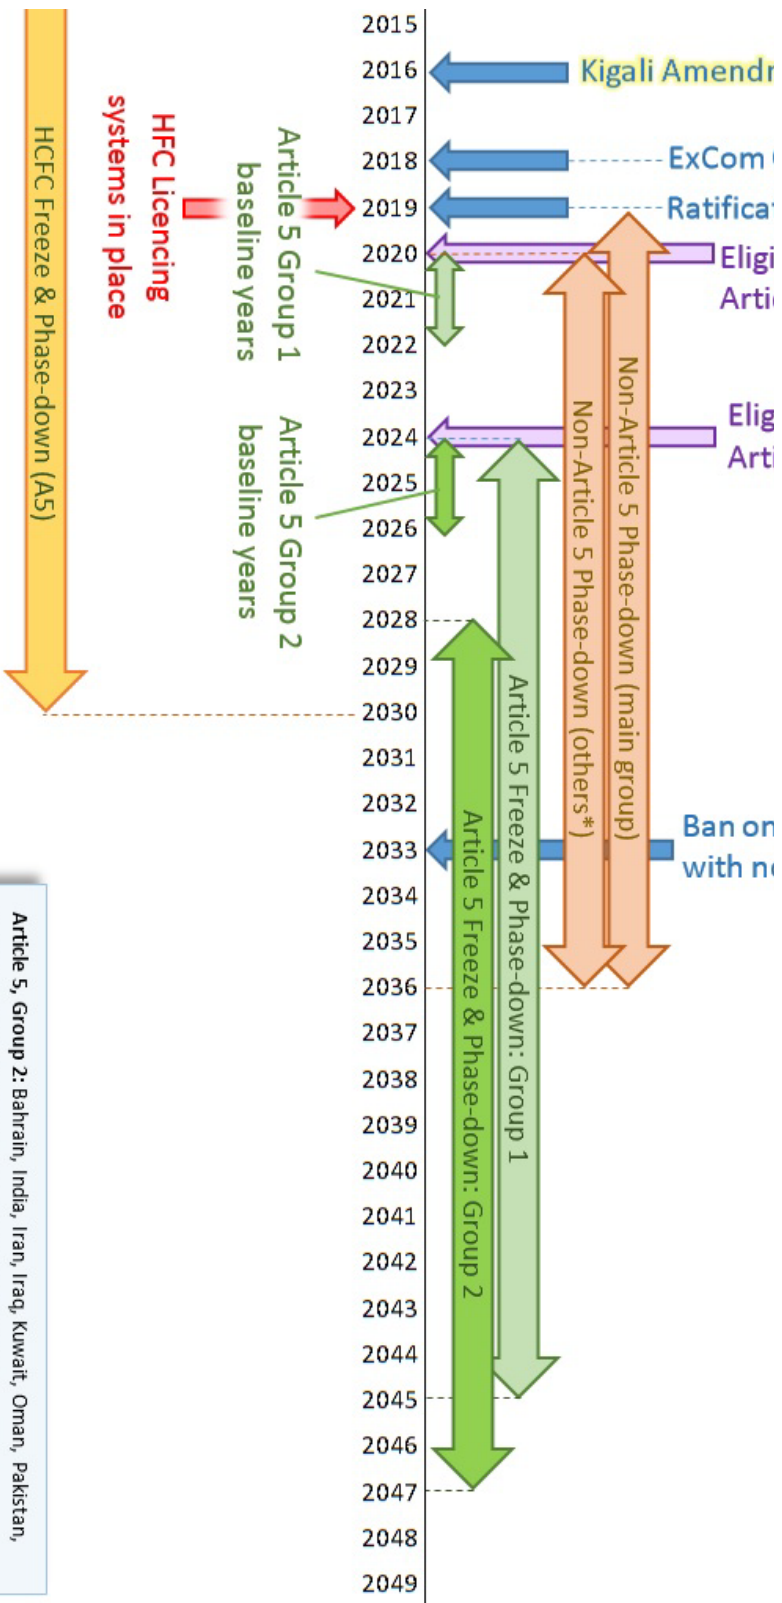 2015
2016
2017
2018
2019
2020
2021
2022
2023
2024
2025
2026
2027
2028
2029
2030
2031
2032
2033
2034
2035
2036
2037
2038
2039
2040
2041
2042
2043
2044
2045
2046
2047
2048
2049
HCFC Freeze & Phase-down (A5)
HFC Licencing
systems in place
Article 5 Group 1
baseline years
Article 5 Group 2
baseline years
Kigali Amendm
ExCom
Ratificat
Eligi
Artic
Elig
Arti
Non-Article 5 Phase-down (main group)
Non-Article 5 Phase-down (others*)
Article 5 Freeze & Phase-down: Group 1
Article 5 Freeze & Phase-down: Group 2
Ban on
with no
Article 5, Group 2: Bahrain, India, Iran, Iraq, Kuwait, Oman, Pakistan,